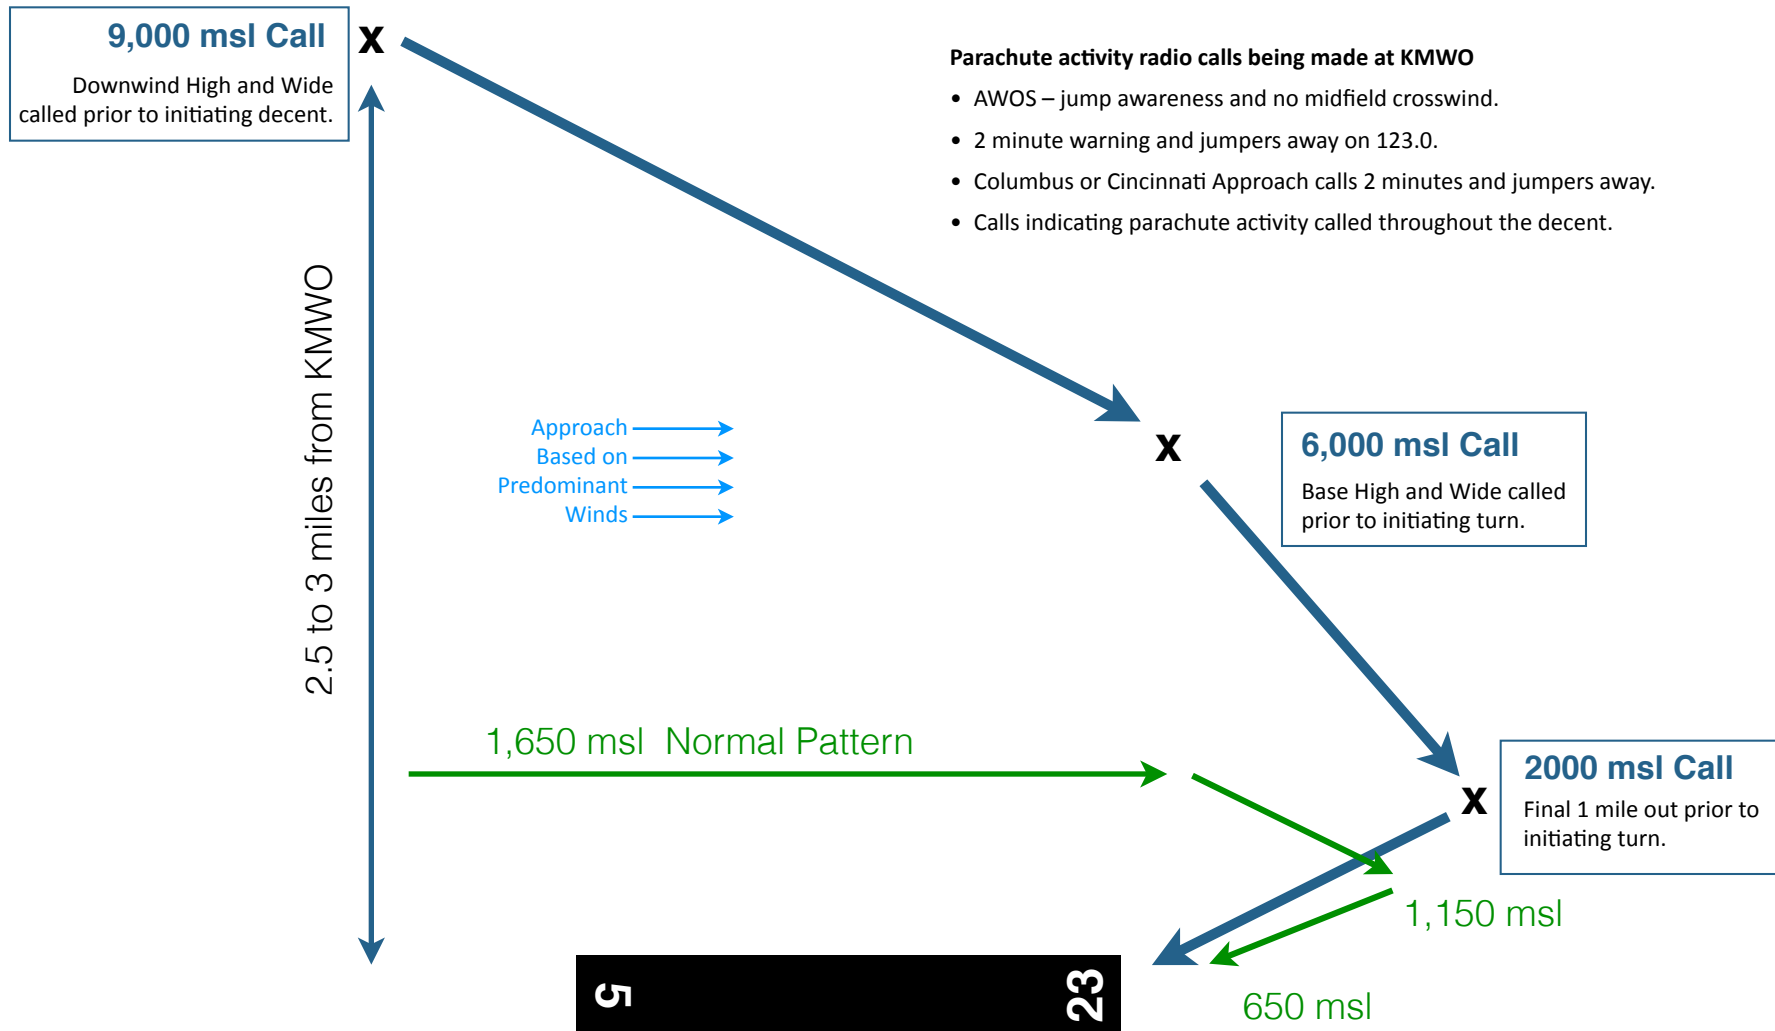 9,000 msl Call
Downwind High and Wide
called prior to initiating decent.
X
Parachute activity radio calls being made at KMWO
• AWOS – jump awareness and no midfield crosswind.
• 2 minute warning and jumpers away on 123.0.
• Columbus or Cincinnati Approach calls 2 minutes and jumpers away.
• Calls indicating parachute activity called throughout the decent.
2.5 to 3 miles from KMWO
Approach
Based on
Predominant
Winds
X
6,000 msl Call
Base High and Wide called
prior to initiating turn.
1,650 msl  Normal Pattern
X
2000 msl Call
Final 1 mile out prior to
initiating turn.
1,150 msl
5
23
650 msl